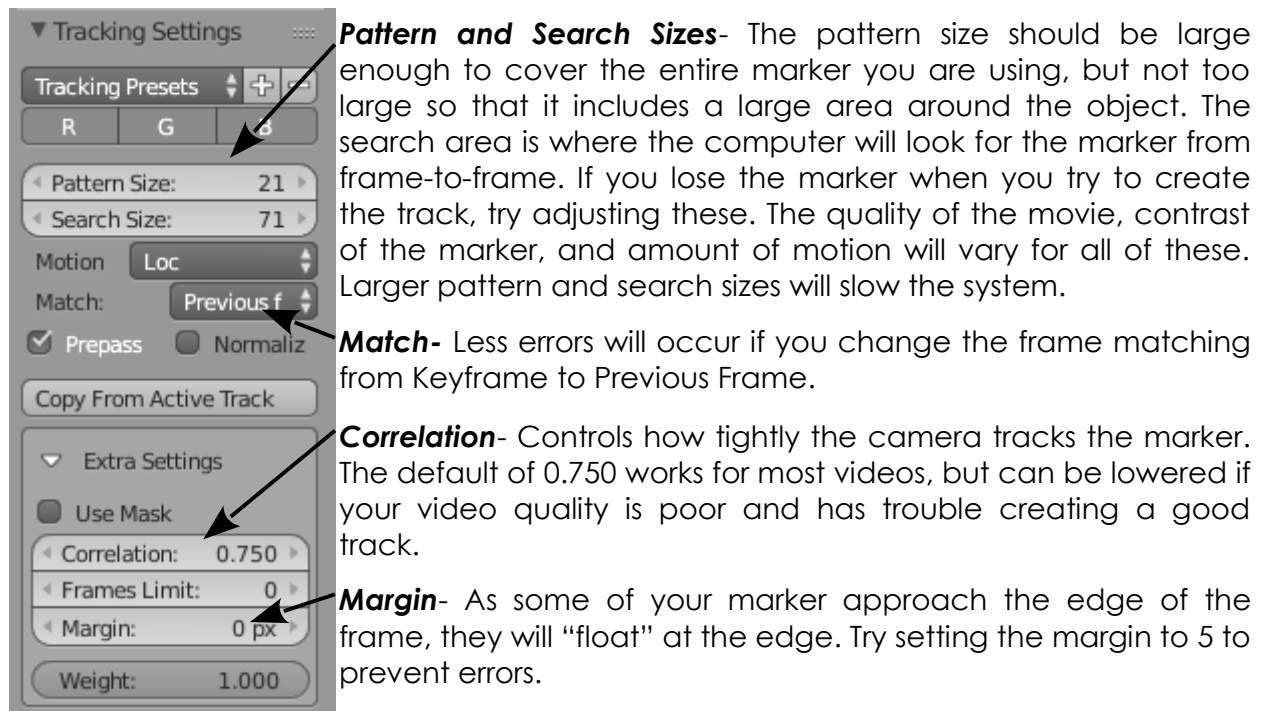 Tracking Settings
Tracking Presets
R G B
Pattern Size: 21
Search Size: 71
Motion Loc
Match: Previous f
Prepass Normaliz
Copy From Active Track
Extra Settings
Use Mask
Correlation: 0.750
Frames Limit: 0
Margin: 0 px
Weight: 1.000
Pattern and Search Sizes- The pattern size should be large
enough to cover the entire marker you are using, but not too
large so that it includes a large area around the object. The
search area is where the computer will look for the marker from
frame-to-frame. If you lose the marker when you try to create
the track, try adjusting these. The quality of the movie, contrast
of the marker, and amount of motion will vary for all of these.
Larger pattern and search sizes will slow the system.
Match- Less errors will occur if you change the frame matching
from Keyframe to Previous Frame.
Correlation- Controls how tightly the camera tracks the marker.
The default of 0.750 works for most videos, but can be lowered if
your video quality is poor and has trouble creating a good
track.
Margin- As some of your marker approach the edge of the
frame, they will “float” at the edge. Try setting the margin to 5 to
prevent errors.